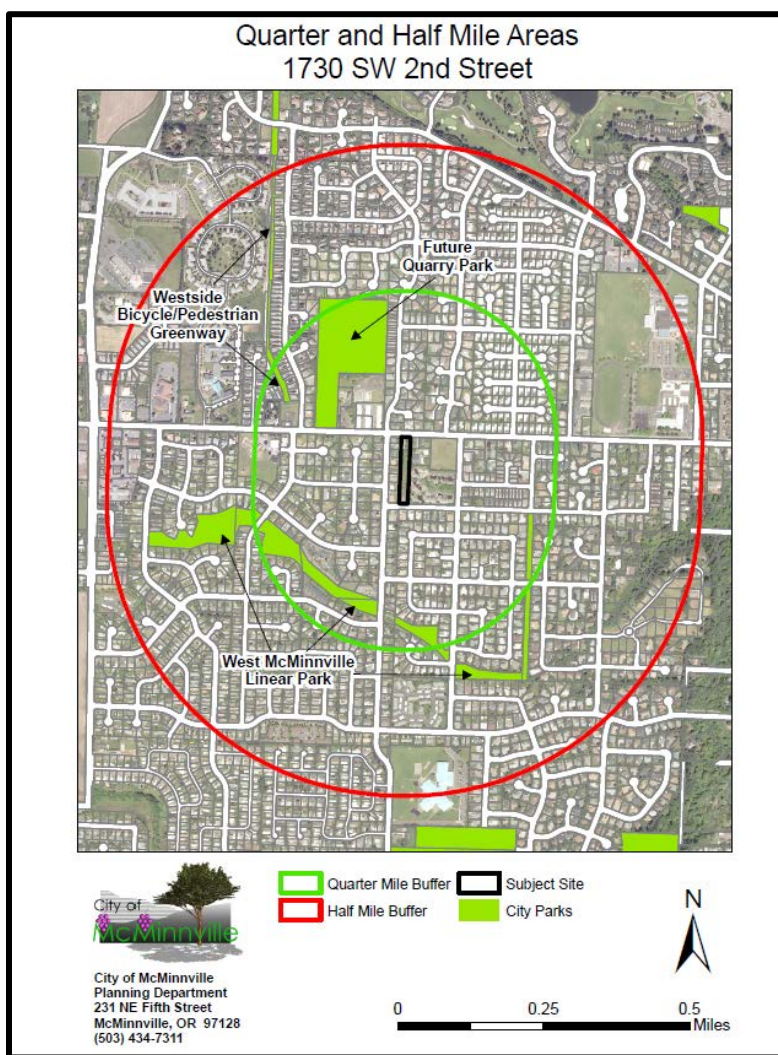 Quarter and Half Mile Areas
1730 SW 2nd Street
Future
Quarry Park
Westside
Bicycle/Pedestrian
Greenway
West McMinnville
Linear Park
City of
McMinnville
Quarter Mile Buffer
Subject Site
Half Mile Buffer
City Parks
N
City of McMinnville
Planning Department
231 NE Fifth Street
McMinnville, OR 97128
(503) 434-7311
0 0.25 0.5
Miles